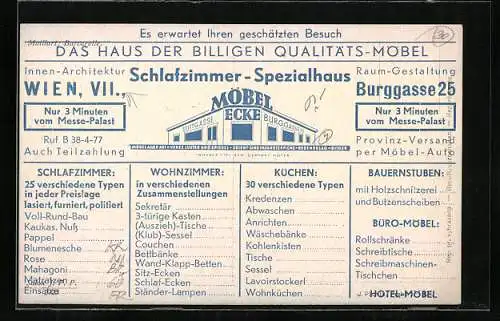 Es erwartet Ihren geschätzten Besuch
DAS HAUS DER BILLIGEN QUALITÄTS-MÖBEL
Innen-Architektur
WIEN, VII.,
Schlafzimmer-Spezialhaus
Raum-Gestaltung
Burggasse 25
Nur 3 Minuten
vom Messe-Palast
MÖBEL
ECKE
BURGGASSE
Nur 3 Minuten
vom Messe-Palast
Ruf B 38-4-77
Auch Teilzahlung
Provinz-Versand
per Möbel-Auto
SCHLAFZIMMER:
25 verschiedene Typen
in jeder Preislage
lasiert, furniert, politiert
Voll-Rund-Bau
Kaukas. Nuß
Pappel
Blumenesche
Rose
Mahagoni
Matratzen
Einsätze
WOHNZIMMER:
in verschiedenen
Zusammenstellungen
Sekretär
3-türige Kasten
(Auszieh)-Tische
(Klub)-Sessel
Couchen
Bettbänke
Wand-Klapp-Betten
Sitz-Ecken
Schlaf-Ecken
Ständer-Lampen
KÜCHEN:
30 verschiedene Typen
Kredenzen
Abwaschen
Anrichten
Wäschebänke
Kohlenkisten
Tische
Sessel
Lavoirstockerl
Wohnküchen
BAUERNSTUBEN:
mit Holzschnitzerei
und Butzenscheiben
BÜRO-MÖBEL:
Rollschränke
Schreibtische
Schreibmaschinen-
Tischchen
HOTEL-MÖBEL